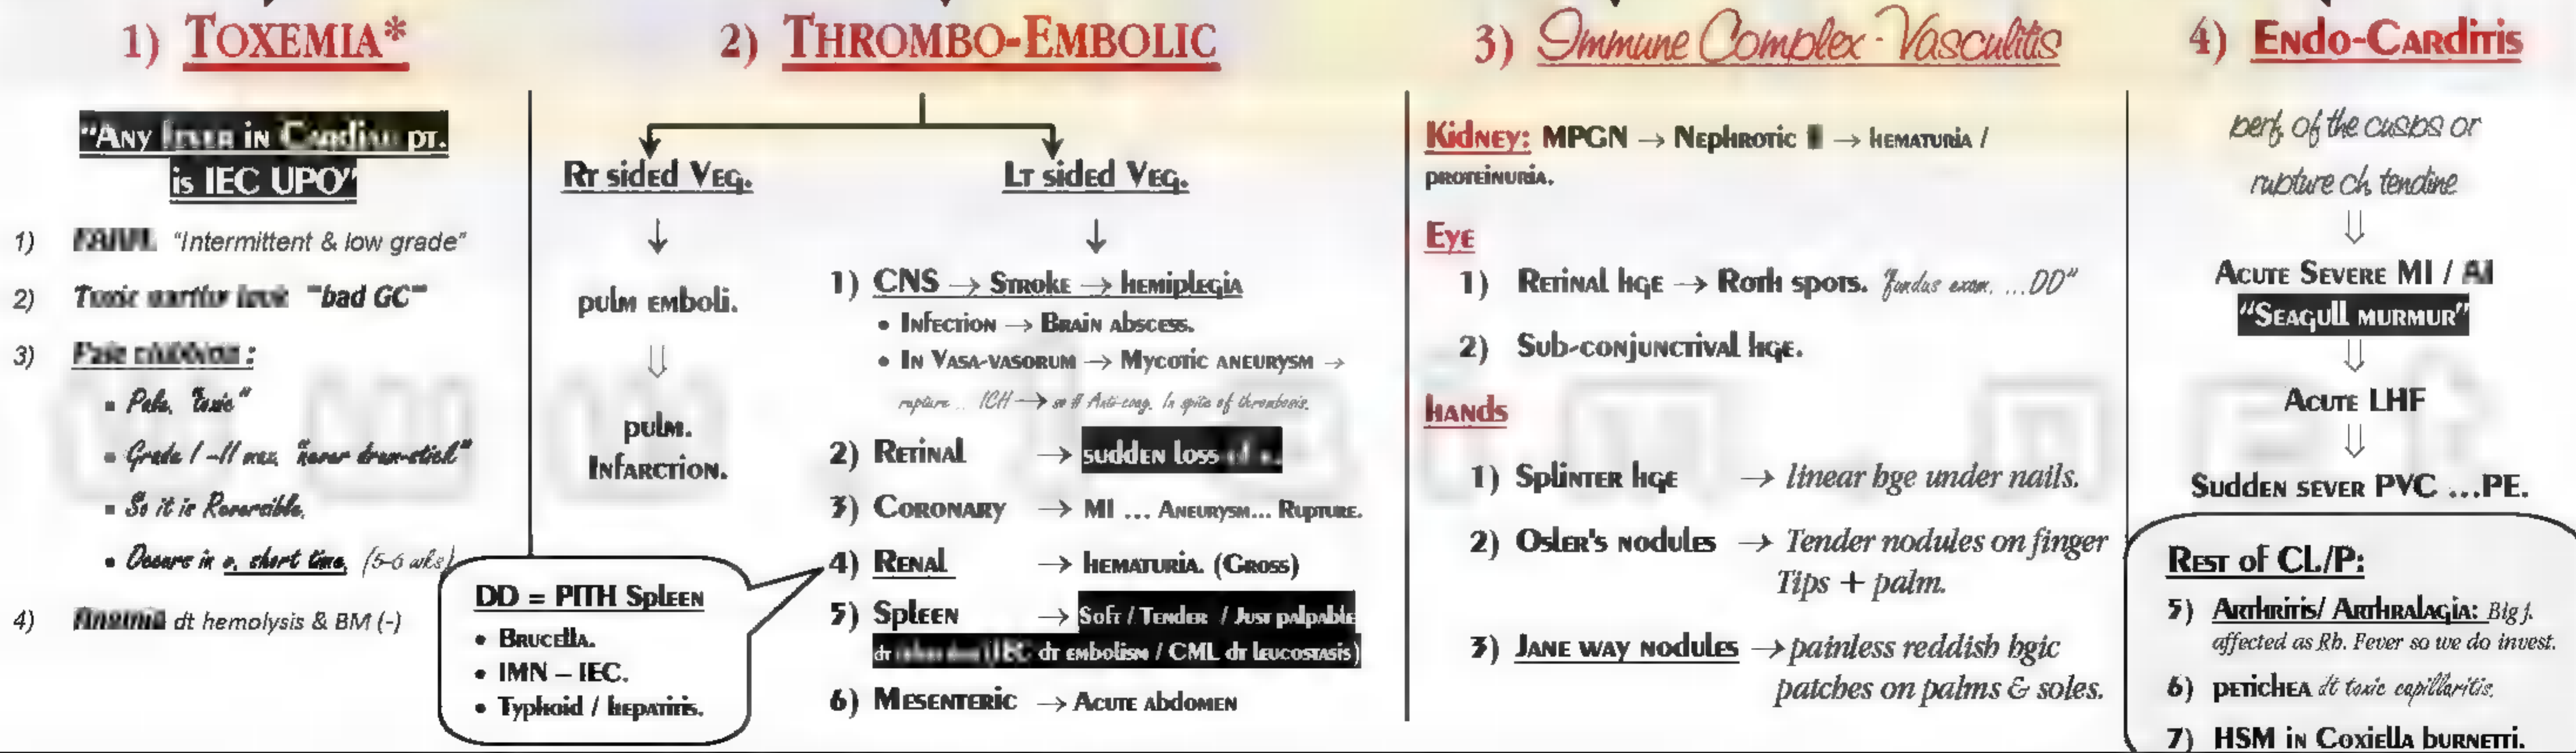 1) TOXEMIA*
"ANY IN PT.
is IEC UPO"
1) "Intermittent & low grade"
2) "bad GC"
3)
▪ Pale, "toxic"
▪ Grade I -II max, "never drum-stick"
▪ So it is Reversible,
• Occurs in a, short time, (5-6 wks)
4) dt hemolysis & BM (-)
2) THROMBO-EMBOLIC
RT sided VEG.
pulm EMboli.
pulm.
INfARCTION.
LT sided VEG.
1) CNS → STROKE → hEMiplegia
• INfECTION → BRAIN AbSCESS.
• IN VASA-VASORUM → MycoTic ANEURYSM →
rupture .. ICH → so # Anti-coag. In spite of thrombosis.
2) RETINAl → suddEN loss
3) CORONARY → MI ... ANEURYSM... RUPTURE.
4) RENAl → hEMATURIA. (GROSS)
5) SplEEN → SofT / TENdER / JusT palpablE
dT dT EMbolism / CML dT lEucosTASis)
6) MESENTERIC → AcuTE AbdoMEN
DD = PITH SplEEN
• BRUCElla.
• IMN – IEC.
• Typhoid / hEpATITIS.
3) Immune Complex - Vasculitis
KidNEY: MPGN → NephROTIC → hEMATURIA /
pROTEINURIA.
EyE
1) RETINAl hGE → RoTh spoTs. fundus exam. ...DD"
2) Sub-coNjuNCTIVAl hGE.
hANds
1) SpliNTER hGE → linear hge under nails.
2) OslER's Nodules → Tender nodules on finger
Tips + palm.
3) JANE WAY NodulEs → painless reddish hgic
patches on palms & soles.
4) ENdo-CARdiTis
perf. of the cusps or
rupture ch. tendine
AcuTE SEVERE MI / AI
"SEAgull MURMUR"
AcuTE LHF
SuddEN SEVER PVC ...PE.
REST of CL/P:
5) ARThRiTis/ ARThRAlAgiA: Big j.
affected as Rh. Fever so we do invest.
6) pETichEA dt toxic capillaritis.
7) HSM iN CoxiEllA buRNETTi.